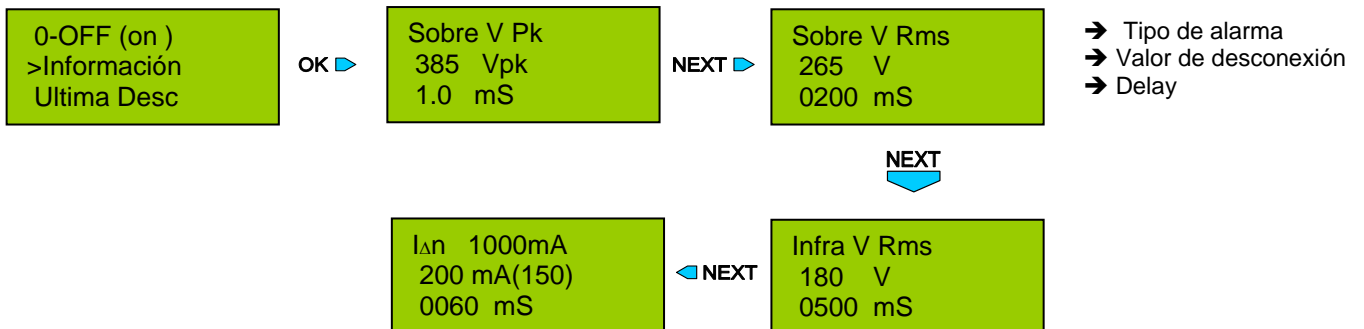 0-OFF (on )
>Información
Ultima Desc
OK
Sobre V Pk
385 Vpk
1.0 mS
NEXT
Sobre V Rms
265 V
0200 mS
➔ Tipo de alarma
➔ Valor de desconexión
➔ Delay
NEXT
Infra V Rms
180 V
0500 mS
NEXT
I∆n 1000mA
200 mA(150)
0060 mS